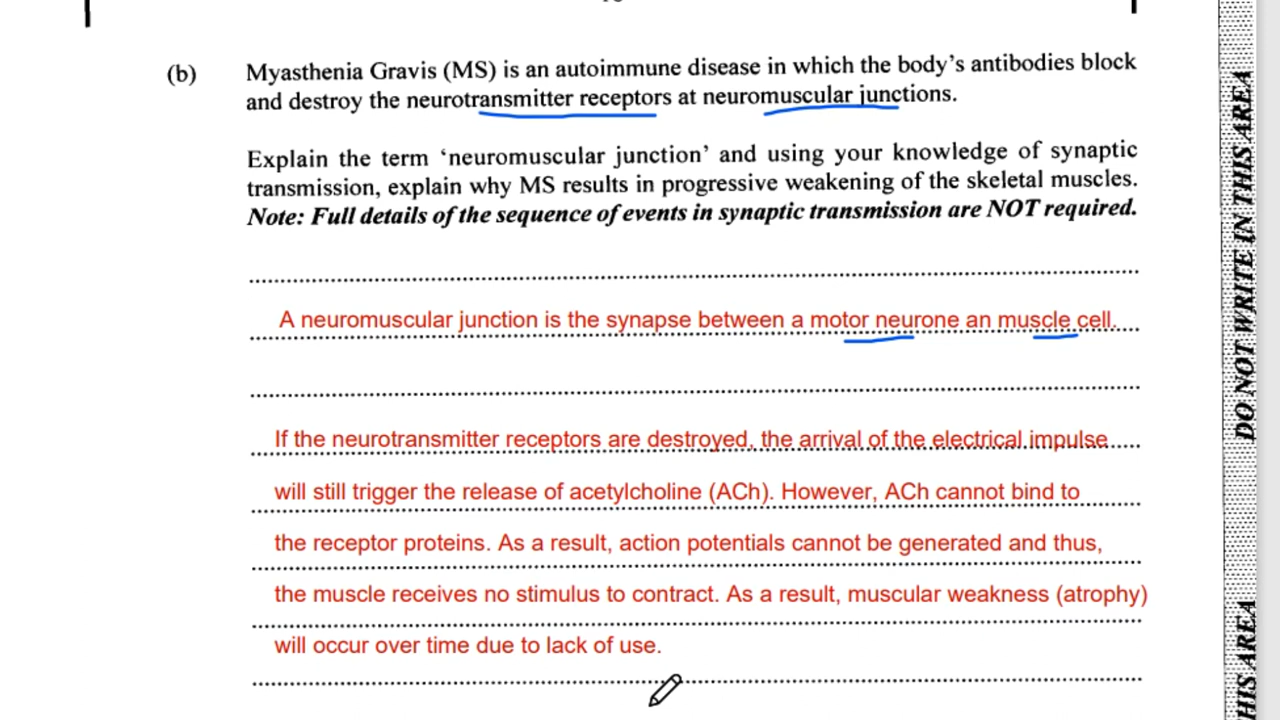 (b) Myasthenia Gravis (MS) is an autoimmune disease in which the body's antibodies block
and destroy the neurotransmitter receptors at neuromuscular junctions.
Explain the term 'neuromuscular junction' and using your knowledge of synaptic
transmission, explain why MS results in progressive weakening of the skeletal muscles.
Note: Full details of the sequence of events in synaptic transmission are NOT required.
A neuromuscular junction is the synapse between a motor neurone an muscle cell.
If the neurotransmitter receptors are destroyed, the arrival of the electrical impulse
will still trigger the release of acetylcholine (ACh). However, ACh cannot bind to
the receptor proteins. As a result, action potentials cannot be generated and thus,
the muscle receives no stimulus to contract. As a result, muscular weakness (atrophy)
will occur over time due to lack of use.
DO NOT WRITE IN THIS AREA
HIS AREA